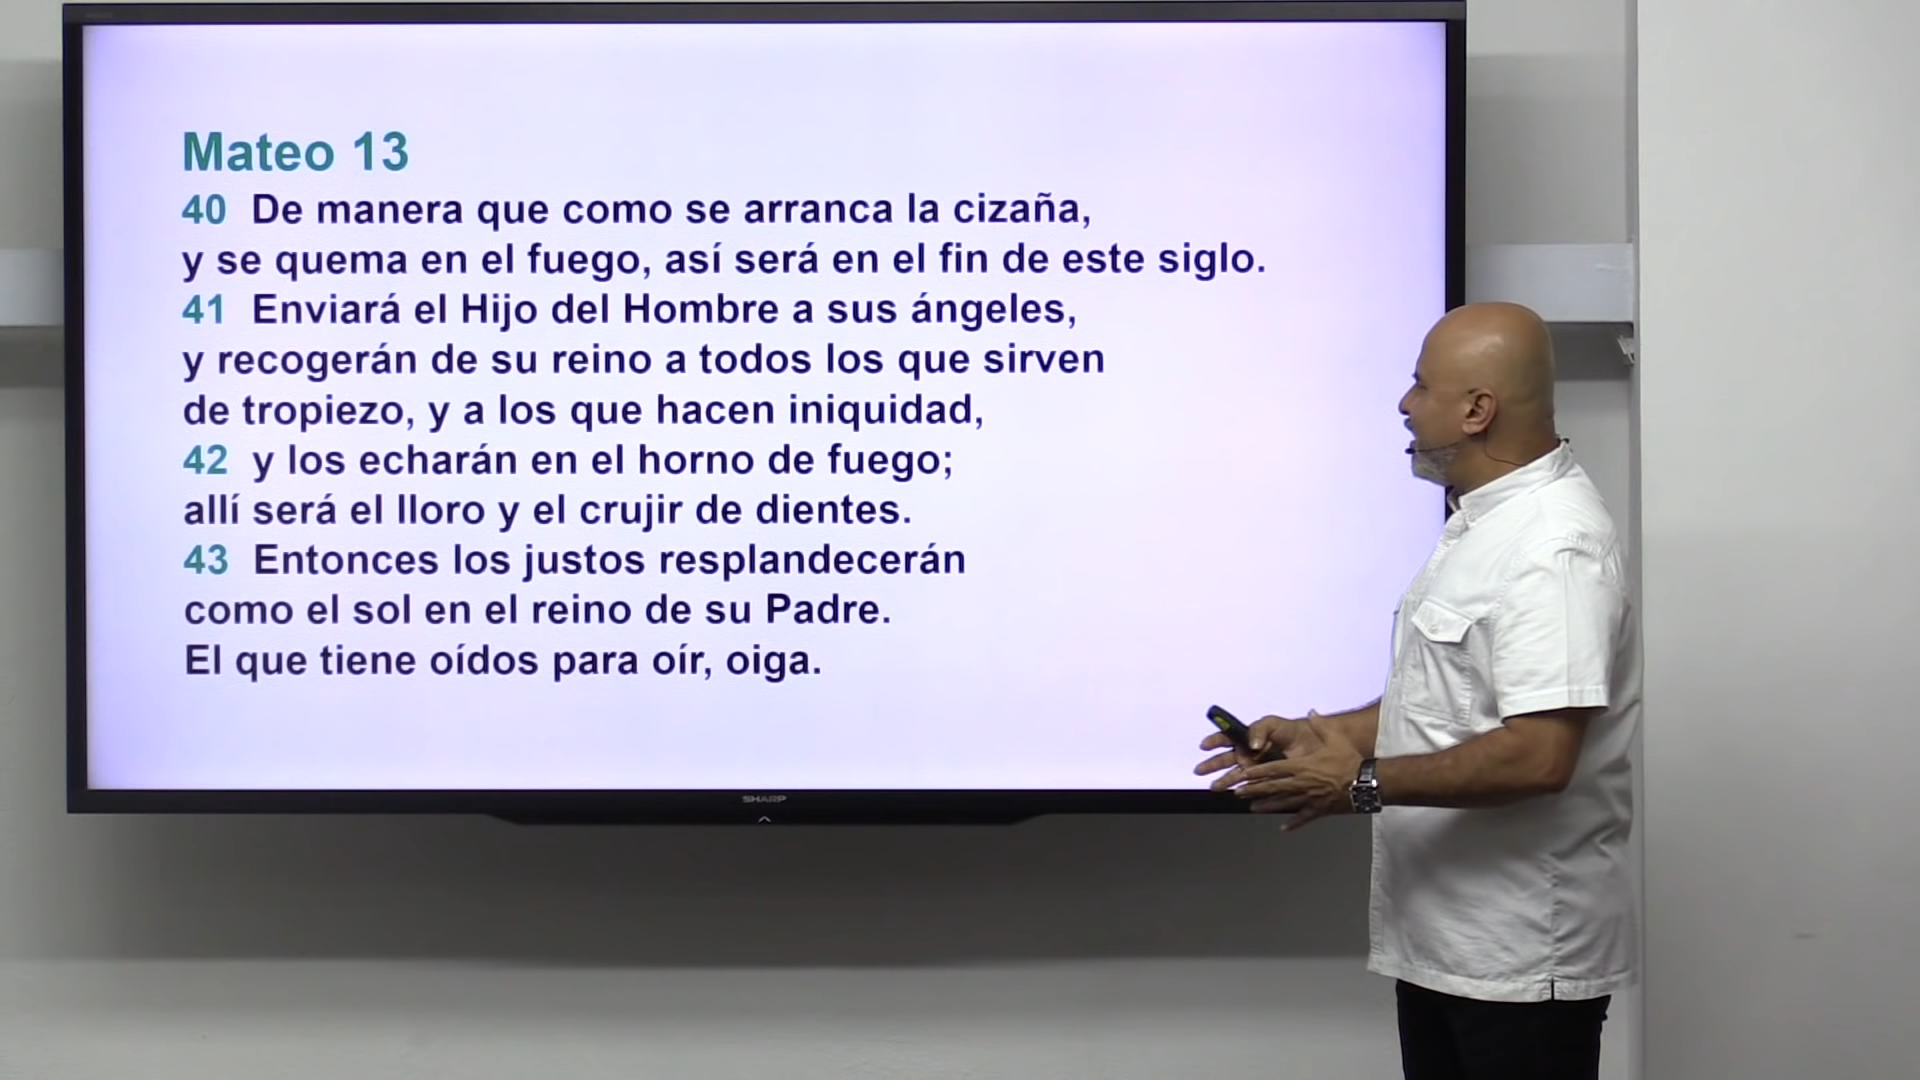 Mateo 13
40 De manera que como se arranca la cizaña,
y se quema en el fuego, así será en el fin de este siglo.
41 Enviará el Hijo del Hombre a sus ángeles,
y recogerán de su reino a todos los que sirven
de tropiezo, y a los que hacen iniquidad,
42 y los echarán en el horno de fuego;
allí será el lloro y el crujir de dientes.
43 Entonces los justos resplandecerán
como el sol en el reino de su Padre.
El que tiene oídos para oír, oiga.
SHARP